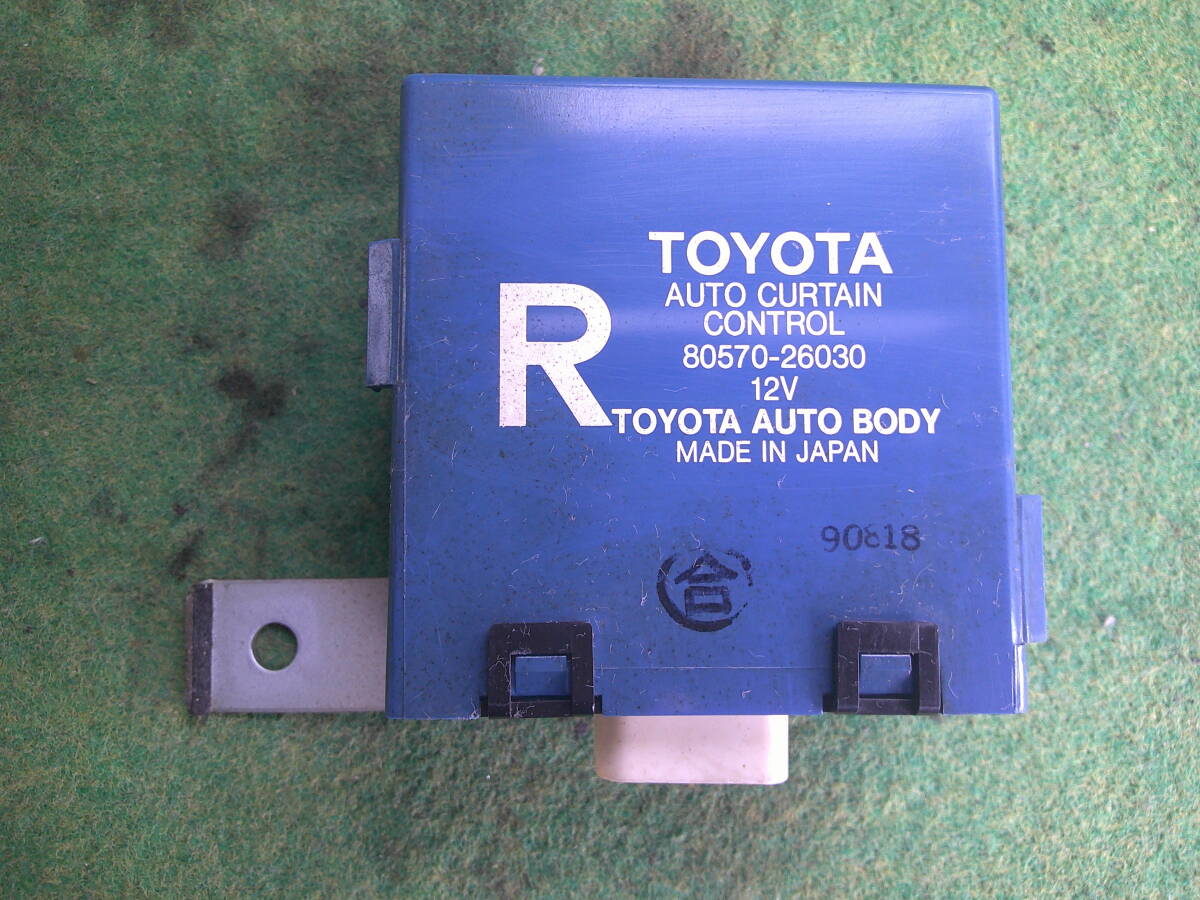 R
TOYOTA
AUTO CURTAIN
CONTROL
80570-26030
12V
TOYOTA AUTO BODY
MADE IN JAPAN
90818
合